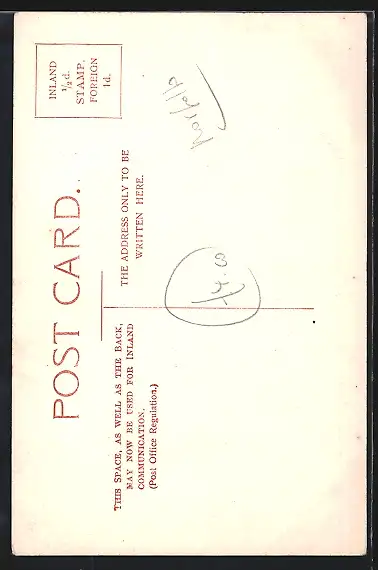 POST CARD.
INLAND
½d.
STAMP.
FOREIGN
1d.
THIS SPACE, AS WELL AS THE BACK,
MAY NOW BE USED FOR INLAND
COMMUNICATION.
(Post Office Regulation.)
THE ADDRESS ONLY TO BE
WRITTEN HERE.